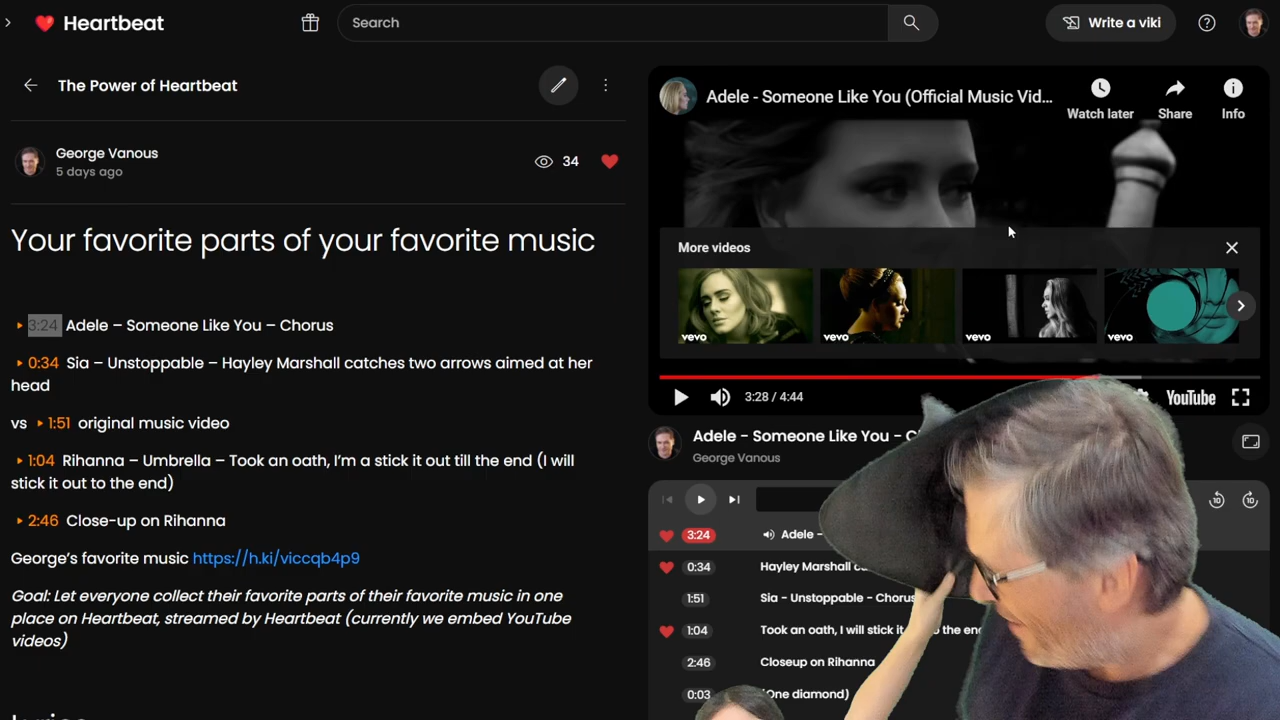 Heartbeat
Search
Write a viki
The Power of Heartbeat
George Vanous
5 days ago
34
Your favorite parts of your favorite music
3:24 Adele – Someone Like You – Chorus
0:34 Sia – Unstoppable – Hayley Marshall catches two arrows aimed at her
head
vs 1:51 original music video
1:04 Rihanna – Umbrella – Took an oath, I'm a stick it out till the end (I will
stick it out to the end)
2:46 Close-up on Rihanna
George's favorite music https://h.ki/viccqb4p9
Goal: Let everyone collect their favorite parts of their favorite music in one
place on Heartbeat, streamed by Heartbeat (currently we embed YouTube
videos)
Adele - Someone Like You (Official Music Vid...
Watch later
Share
Info
More videos
vevo
vevo
vevo
vevo
3:28 / 4:44
YouTube
Adele - Someone Like You - C
George Vanous
10
10
3:24 Adele -
0:34 Hayley Marshall
1:51 Sia - Unstoppable - Chorus
1:04 Took an oath, I will stick it
2:46 Closeup on Rihanna
0:03 (One diamond)